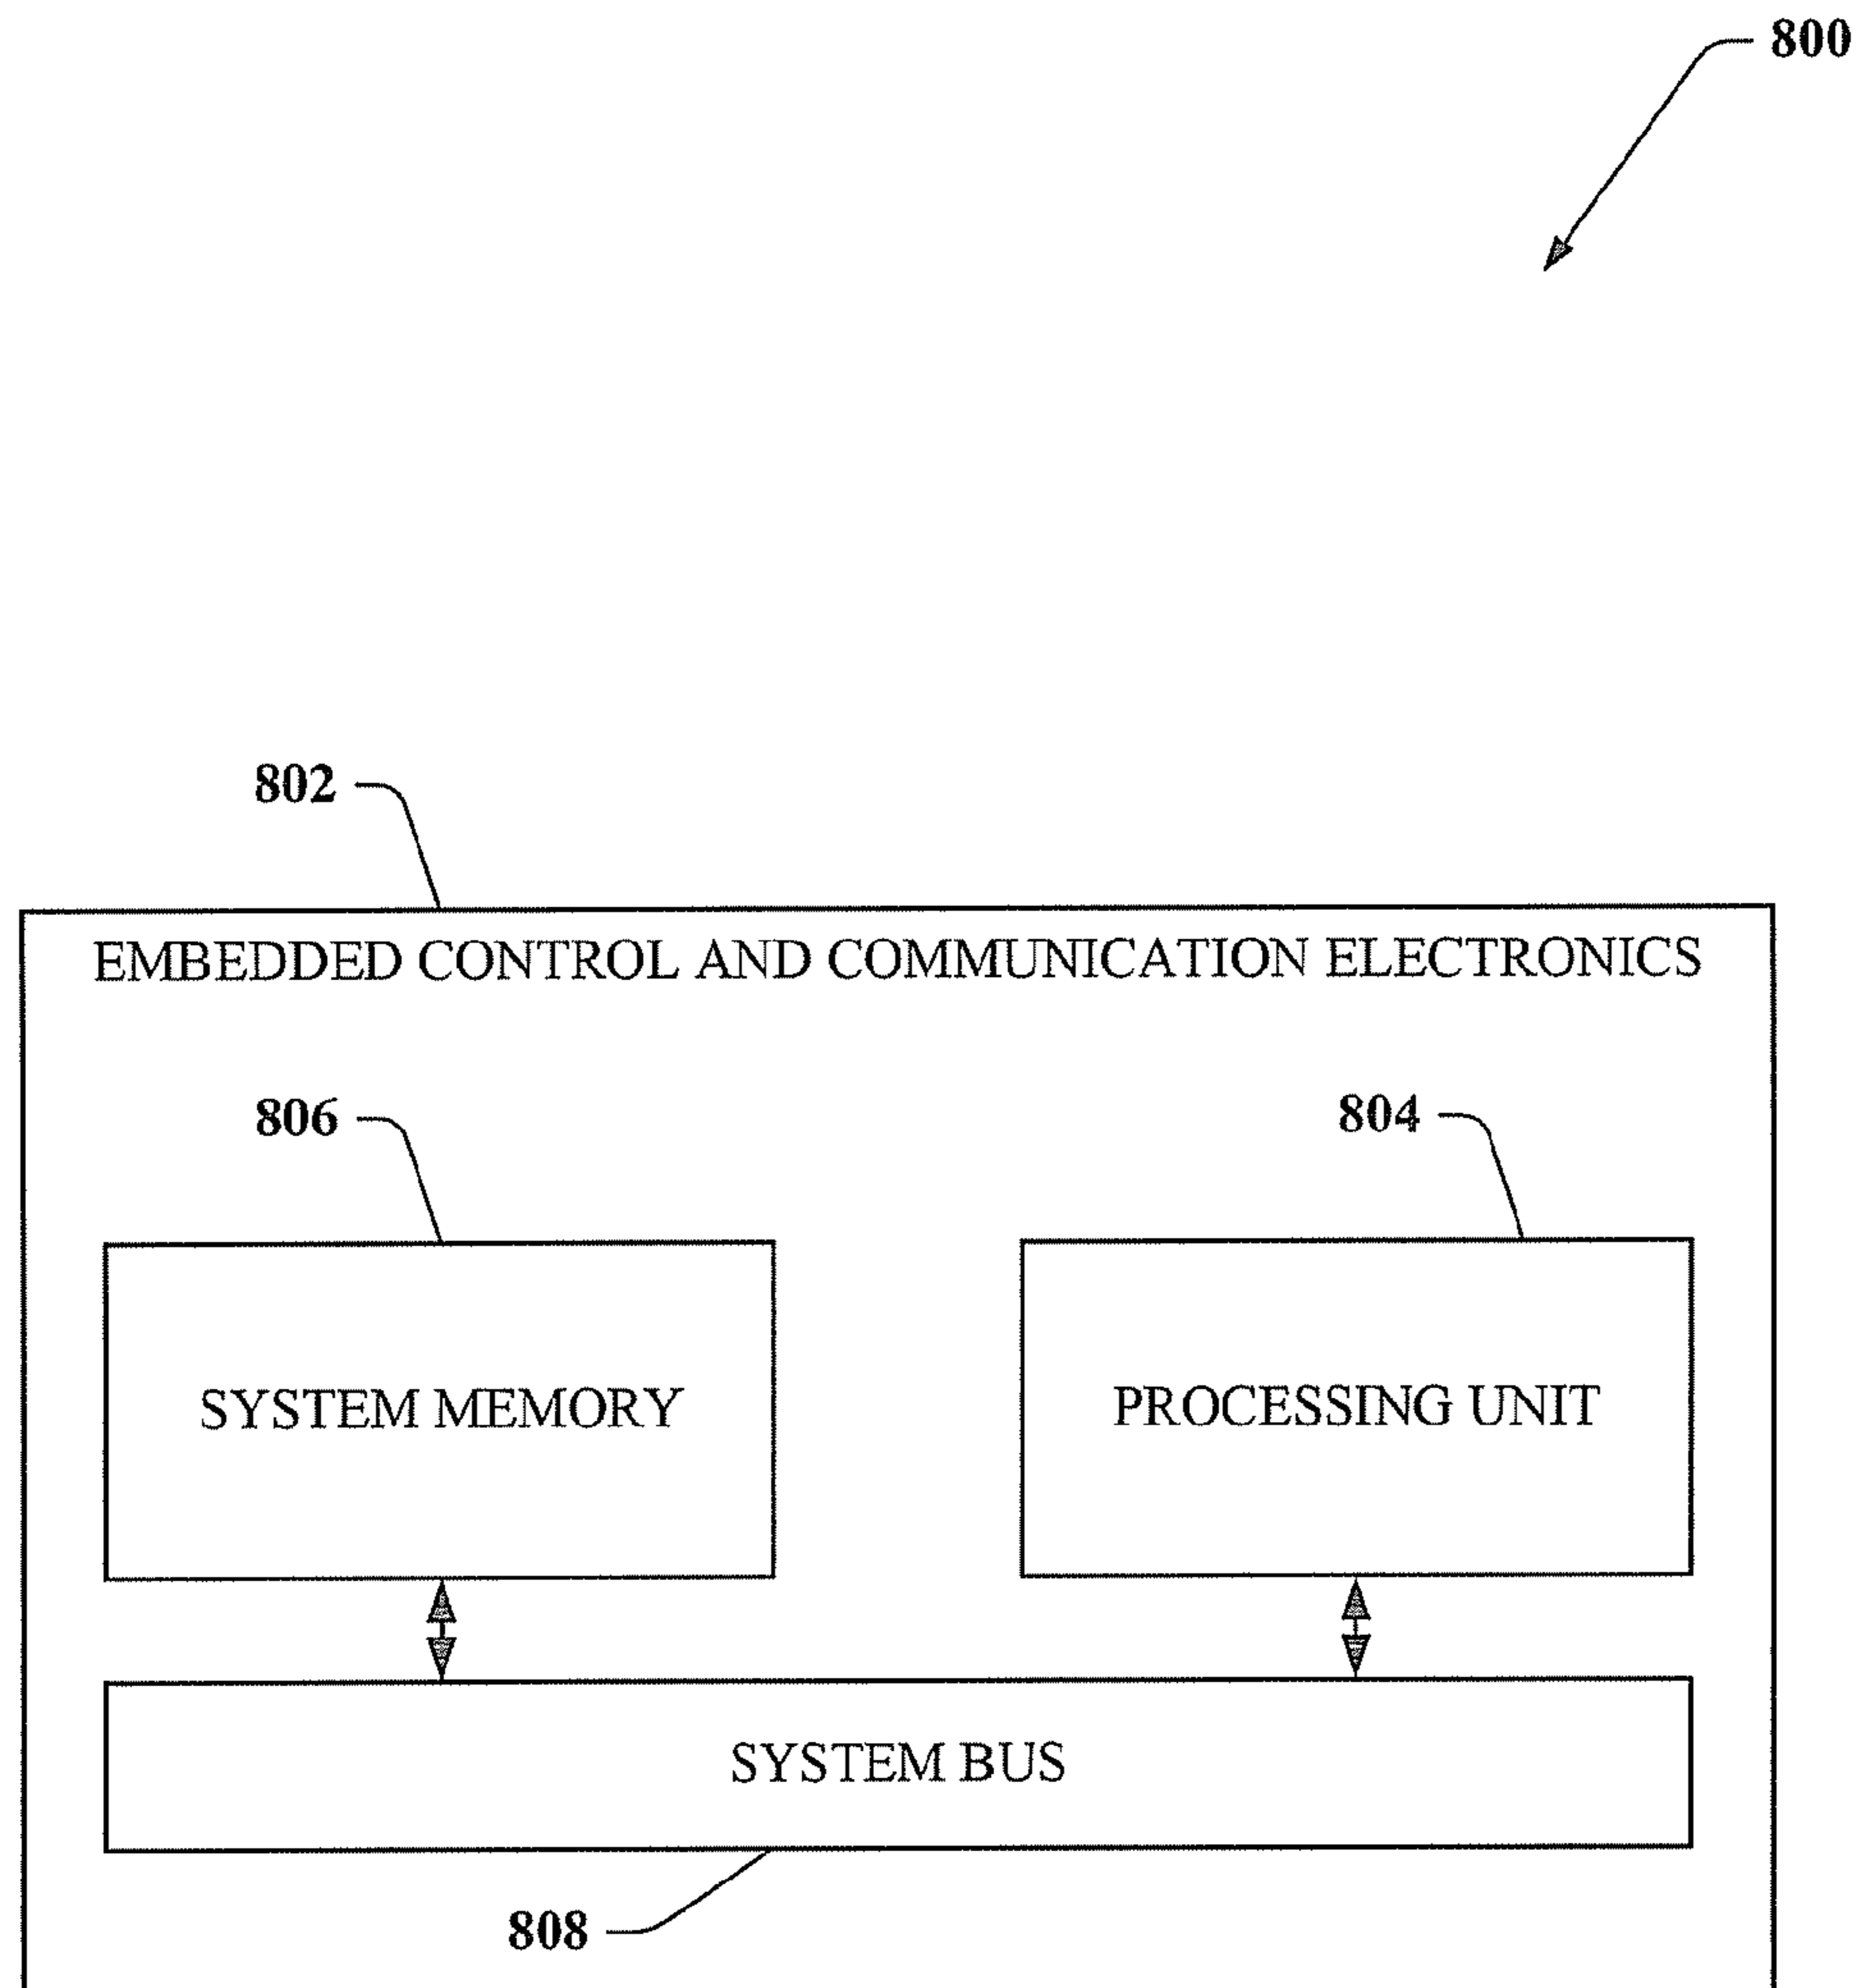 800
802
EMBEDDED CONTROL AND COMMUNICATION ELECTRONICS
806
804
SYSTEM MEMORY
PROCESSING UNIT
SYSTEM BUS
808